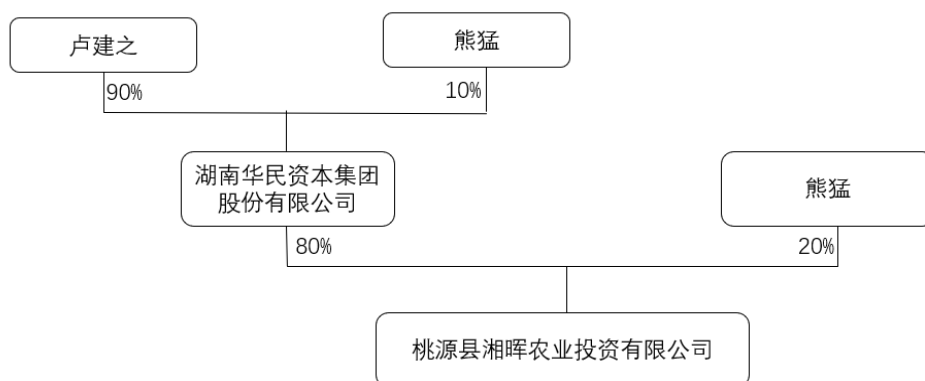 卢建之
熊猛
90%
10%
湖南华民资本集团
股份有限公司
熊猛
80%
20%
桃源县湘晖农业投资有限公司